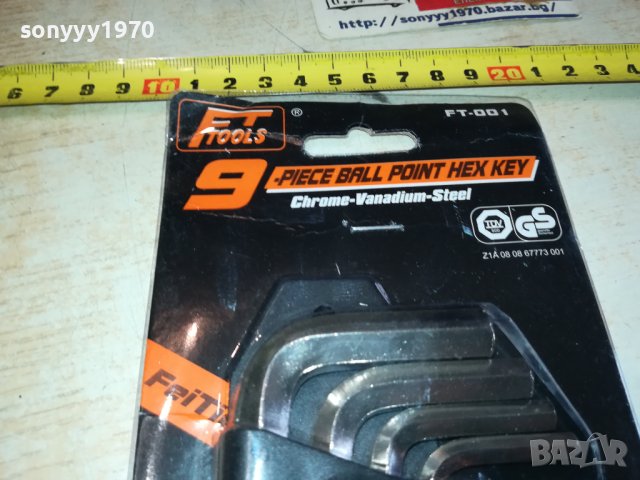 sonyyy1970
http://sonyyy1970.bazar.bg/
6 7 8 9 10 1 2 3 4 5 6 7 8 9 20 1 2 3 4
FT TOOLS ®
FT-001
9-PIECE BALL POINT HEX KEY
Chrome-Vanadium-Steel
TÜV GS
Z1A 08 08 67773 001
BAZAR